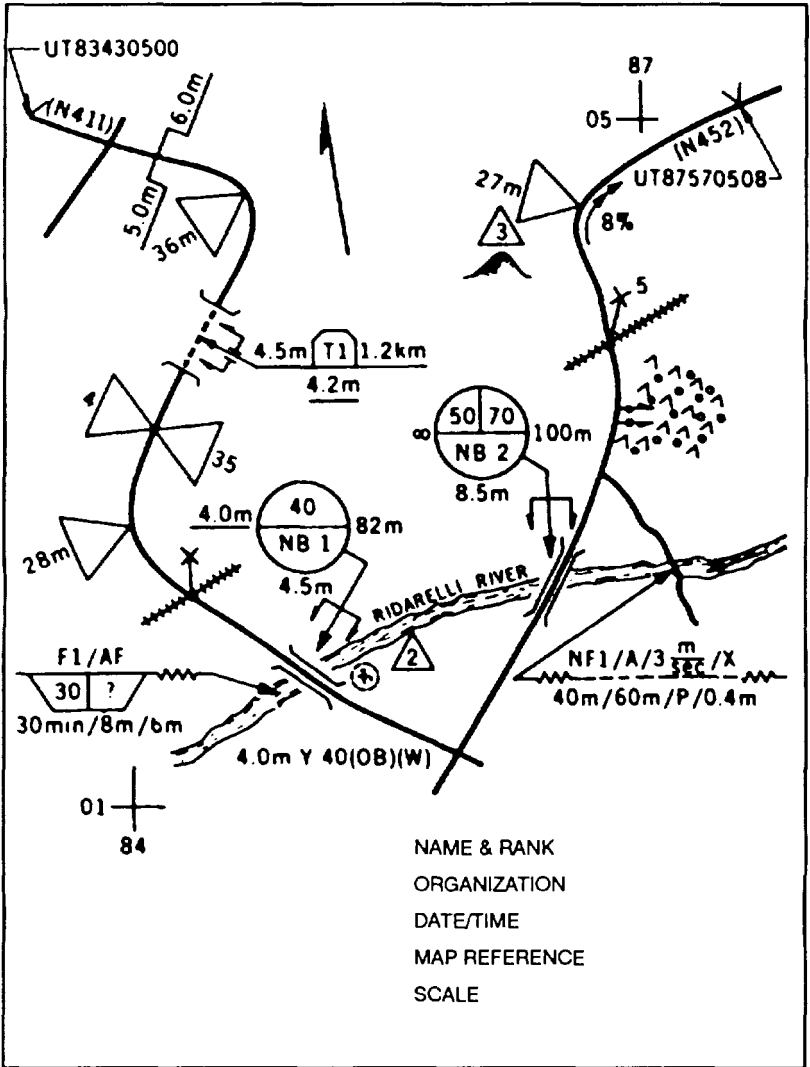 UT83430500
(N411)
6.0m
5.0m
36m
87
05
(N452)
UT87570508
27m
3
8%
5
4.5m T1 1.2km
4.2m
4
35
50 70
∞ NB 2 100m
8.5m
28m
4.0m 40 82m
NB 1
4.5m
RIDARELLI RIVER
2
F1/AF
30 ?
30min/8m/6m
NF1/A/3 m/sec /X
40m/60m/P/0.4m
4.0m Y 40(OB)(W)
01
84
NAME & RANK
ORGANIZATION
DATE/TIME
MAP REFERENCE
SCALE